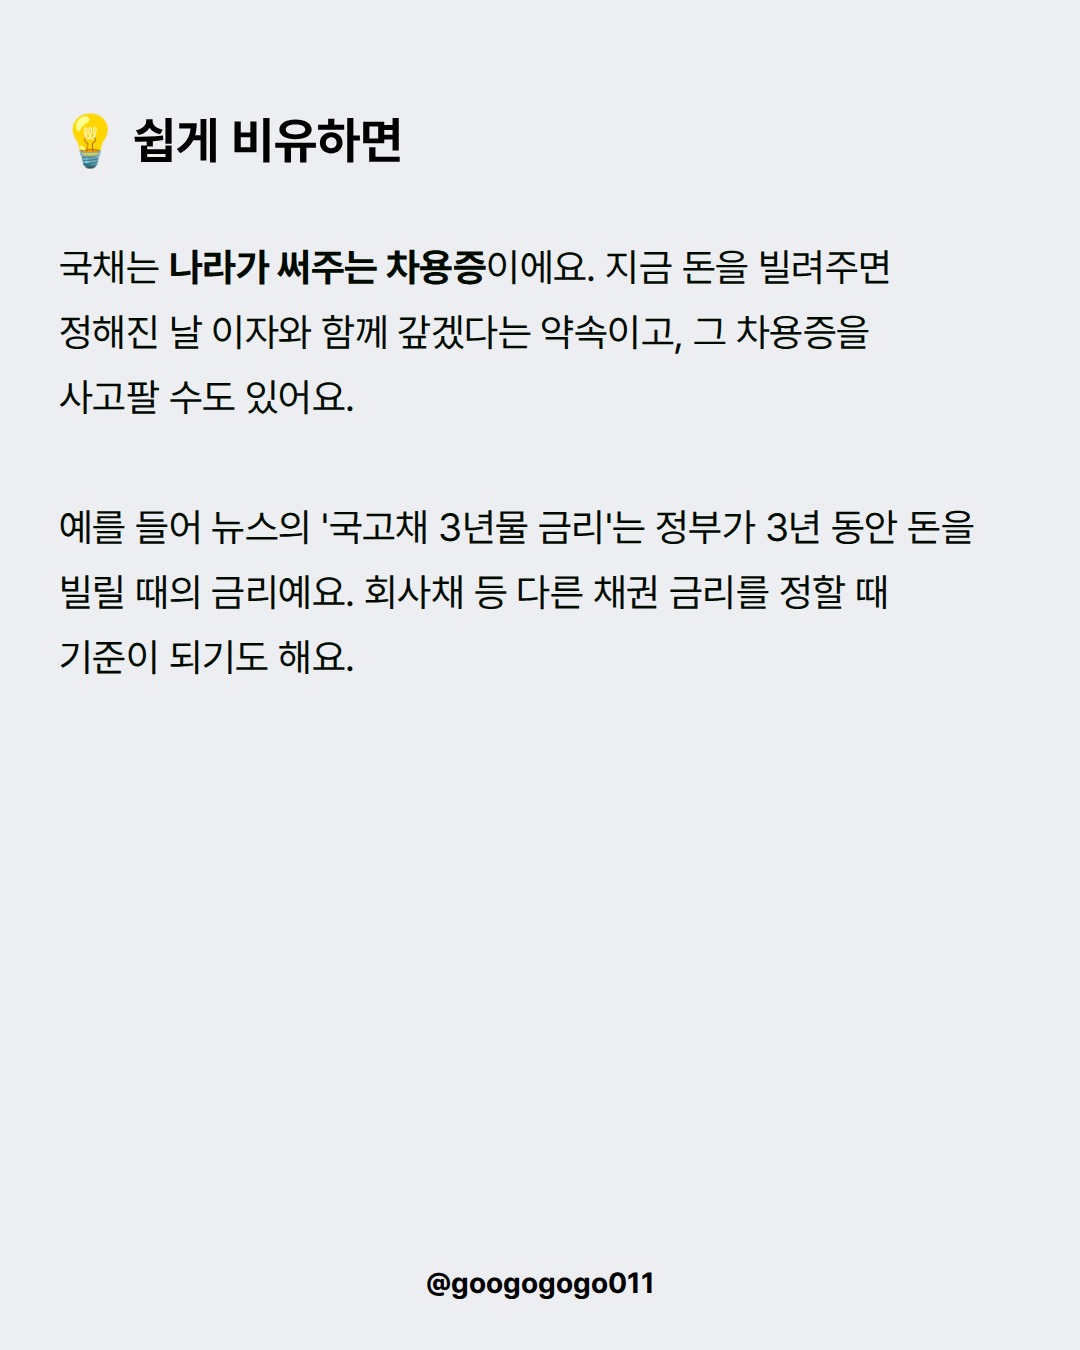 💡 쉽게 비유하면
국채는 나라가 써주는 차용증이에요. 지금 돈을 빌려주면
정해진 날 이자와 함께 갚겠다는 약속이고, 그 차용증을
사고팔 수도 있어요.
예를 들어 뉴스의 '국고채 3년물 금리'는 정부가 3년 동안 돈을
빌릴 때의 금리예요. 회사채 등 다른 채권 금리를 정할 때
기준이 되기도 해요.
@googogogo011